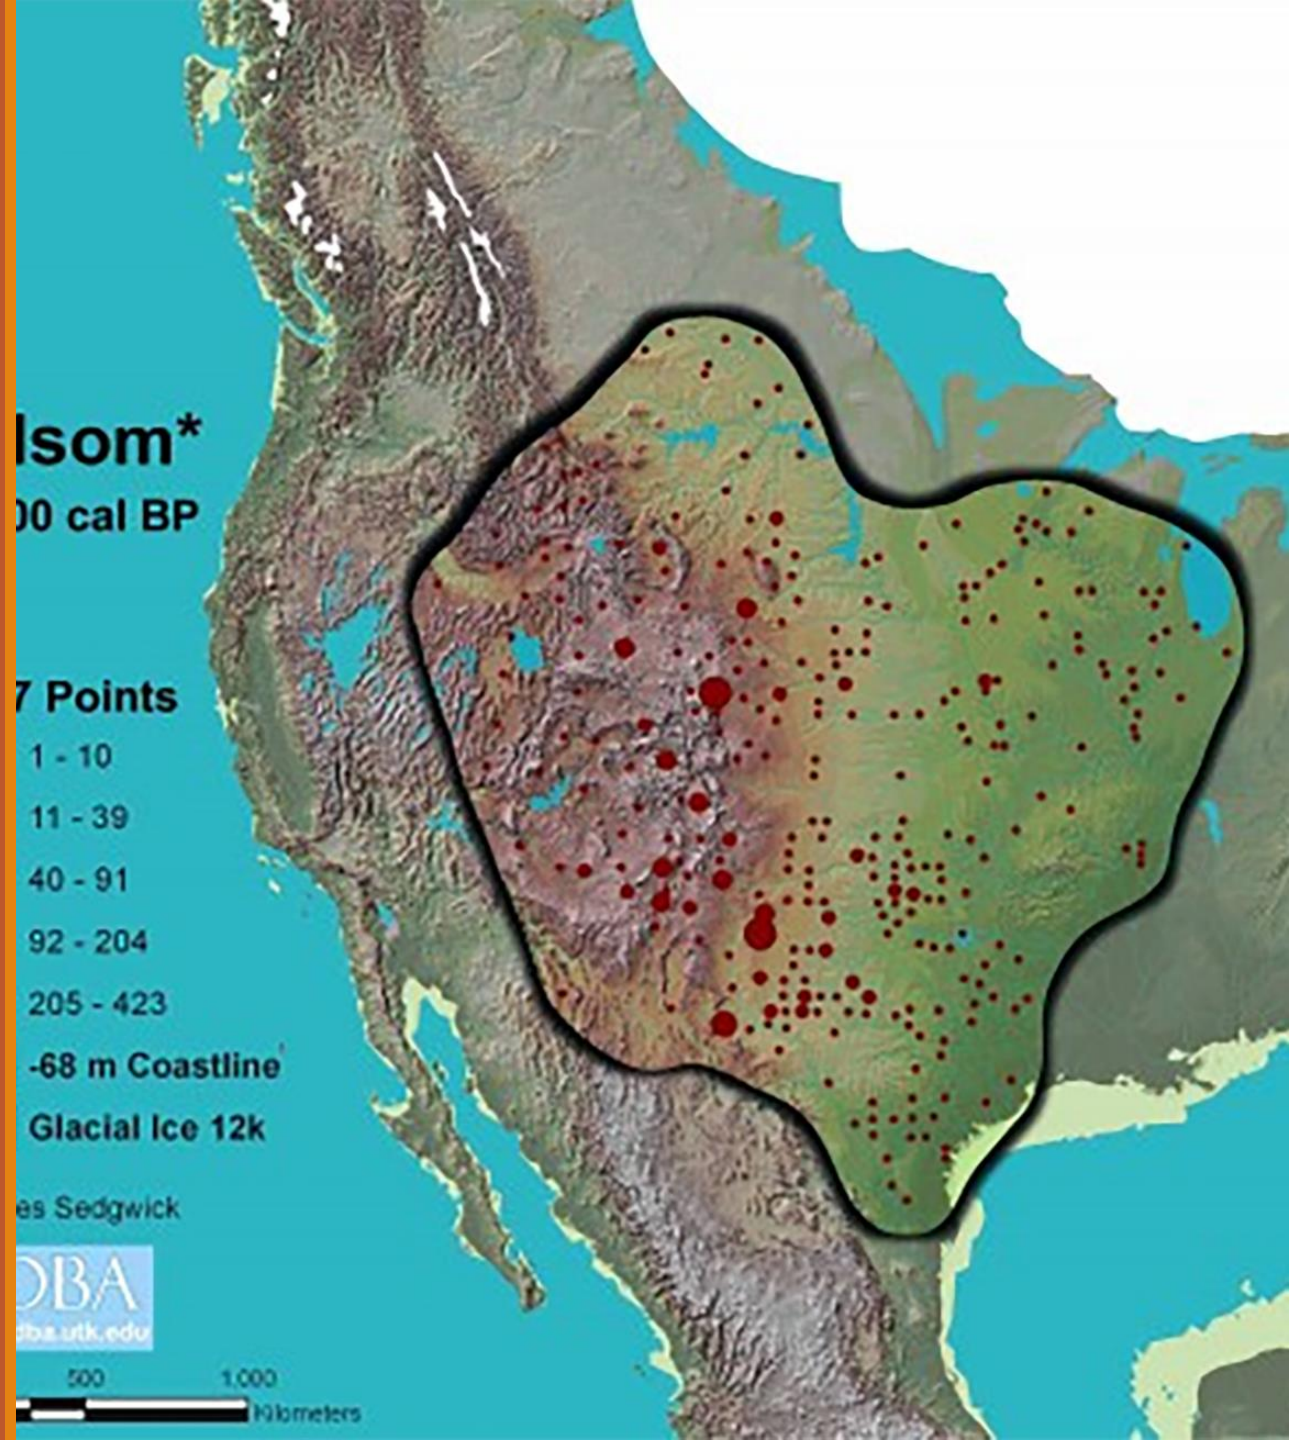 lsom*
00 cal BP
7 Points
1 - 10
11 - 39
40 - 91
92 - 204
205 - 423
-68 m Coastline
Glacial Ice 12k
es Sedgwick
DBA
dba.utk.edu
500 1,000
Kilometers